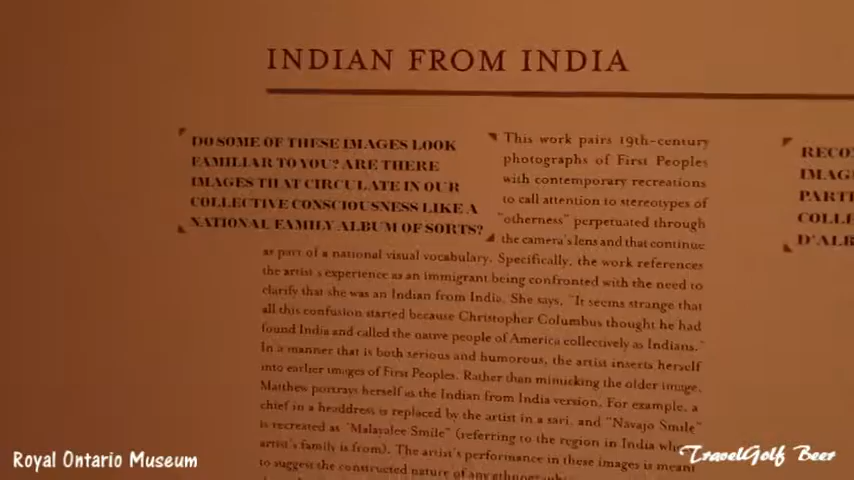 INDIAN FROM INDIA
DO SOME OF THESE IMAGES LOOK
FAMILIAR TO YOU? ARE THERE
IMAGES THAT CIRCULATE IN OUR
COLLECTIVE CONSCIOUSNESS LIKE A
NATIONAL FAMILY ALBUM OF SORTS?
This work pairs 19th-century
photographs of First Peoples
with contemporary recreations
to call attention to stereotypes of
"otherness" perpetuated through
the camera's lens and that continue
as part of a national visual vocabulary. Specifically, the work references
the artist's experience as an immigrant being confronted with the need to
clarify that she was an Indian from India. She says, "It seems strange that
all this confusion started because Christopher Columbus thought he had
found India and called the native people of America collectively as Indians."
In a manner that is both serious and humorous, the artist inserts herself
into earlier images of First Peoples. Rather than mimicking the older image,
Matthew portrays herself as the Indian from India version. For example, a
chief in a headdress is replaced by the artist in a sari, and "Navajo Smile"
is recreated as "Malayalee Smile" (referring to the region in India
artist's family is from). The artist's performance in these images is meant
to suggest the constructed nature of any
RECO
IMAG
PARTI
COLL
D'ALB
Royal Ontario Museum
TravelGolf Beer